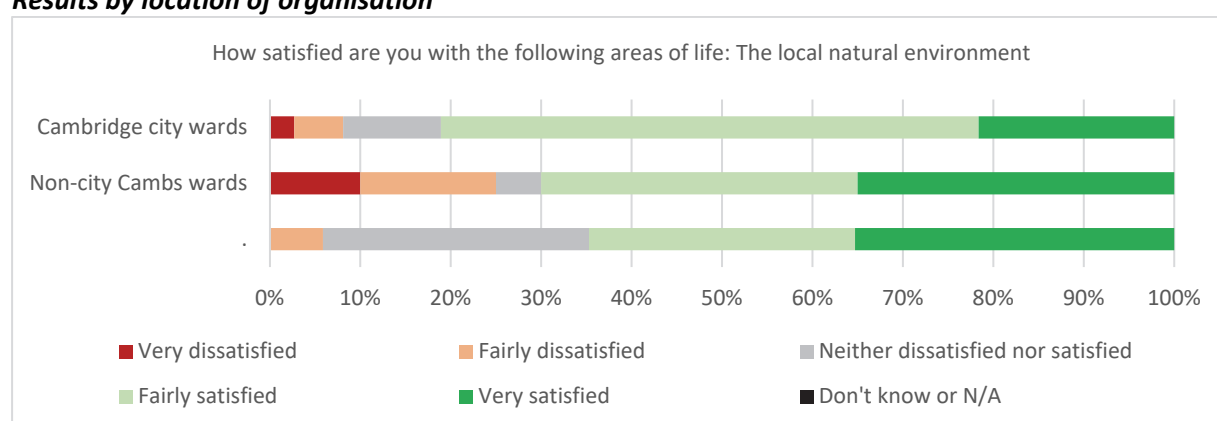 Results by location of organisation
How satisfied are you with the following areas of life: The local natural environment
Cambridge city wards
Non-city Cambs wards
.
0% 10% 20% 30% 40% 50% 60% 70% 80% 90% 100%
Very dissatisfied Fairly dissatisfied Neither dissatisfied nor satisfied
Fairly satisfied Very satisfied Don't know or N/A